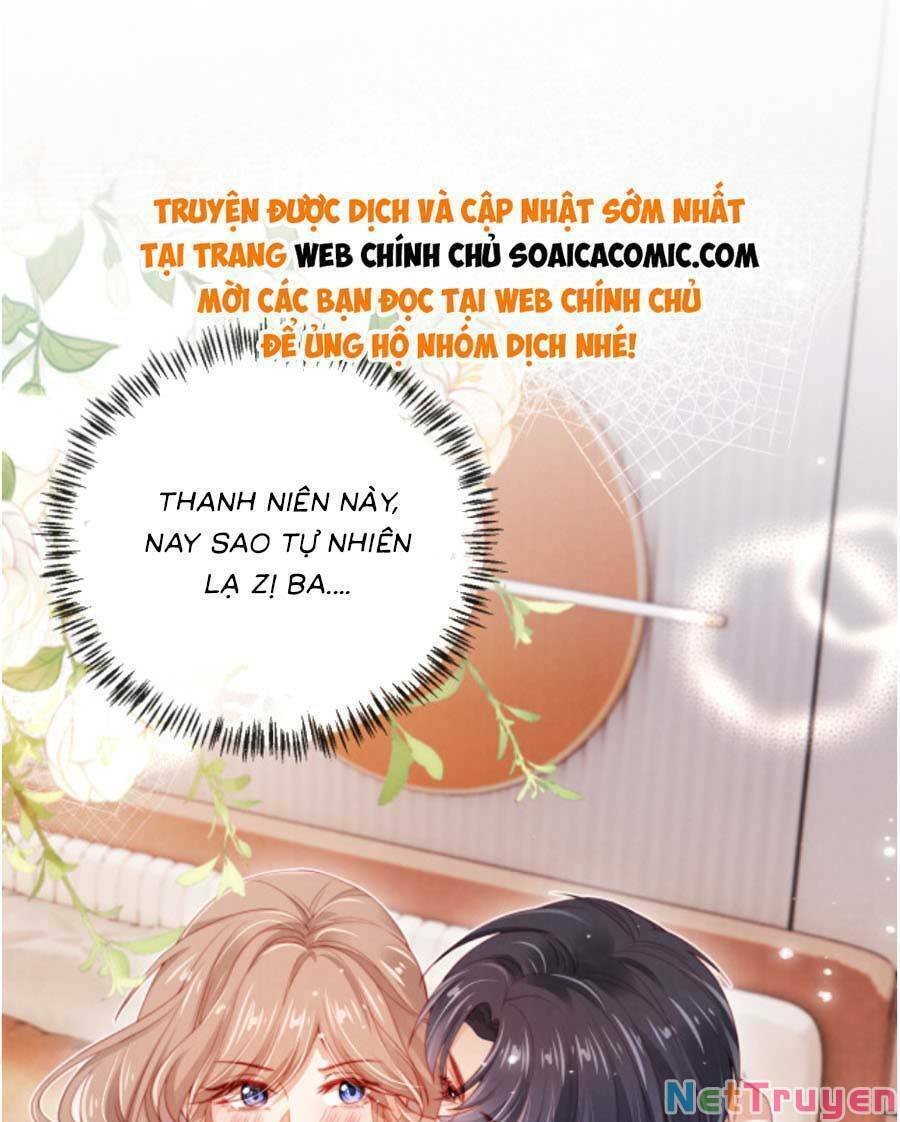 TRUYỆN ĐƯỢC DỊCH VÀ CẬP NHẬT SỚM NHẤT
TẠI TRANG WEB CHÍNH CHỦ SOAICACOMIC.COM
MỜI CÁC BẠN ĐỌC TẠI WEB CHÍNH CHỦ
ĐỂ ỦNG HỘ NHÓM DỊCH NHÉ!
THANH NIÊN NÀY,
NAY SAO TỰ NHIÊN
LẠ ZỊ BA....
NetTruyen